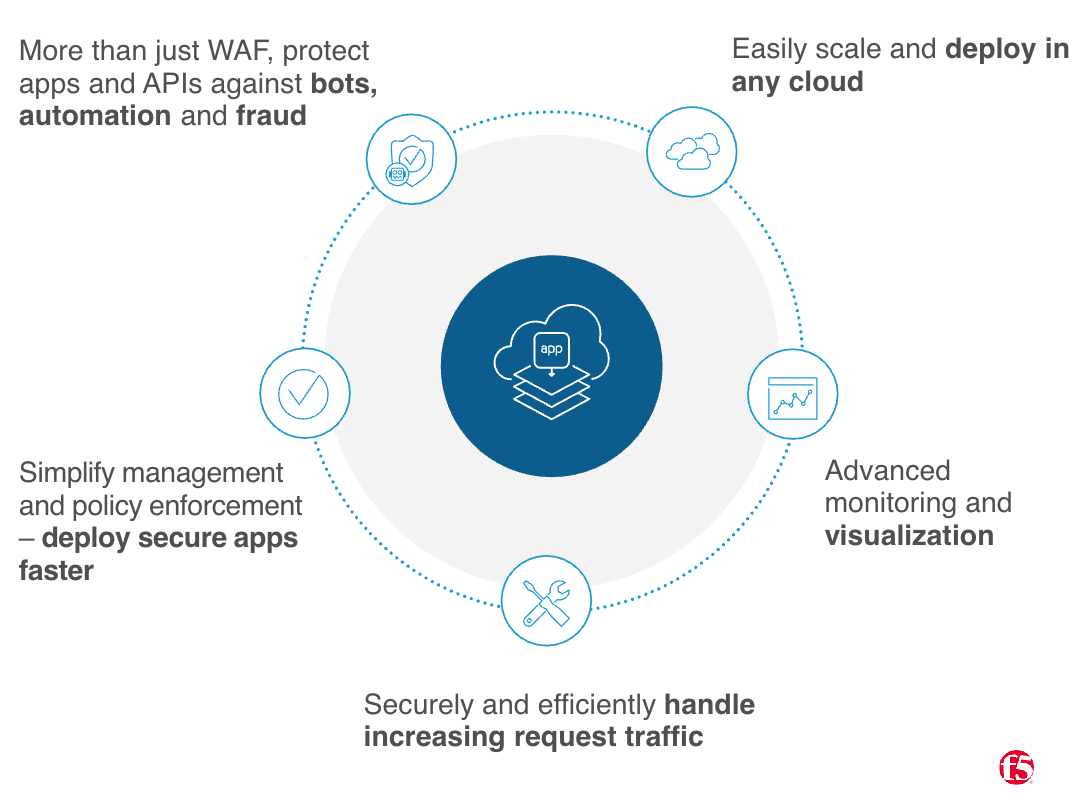 More than just WAF, protect
apps and APIs against bots,
automation and fraud
Easily scale and deploy in
any cloud
app
Simplify management
and policy enforcement
– deploy secure apps
faster
Advanced
monitoring and
visualization
Securely and efficiently handle
increasing request traffic
f5